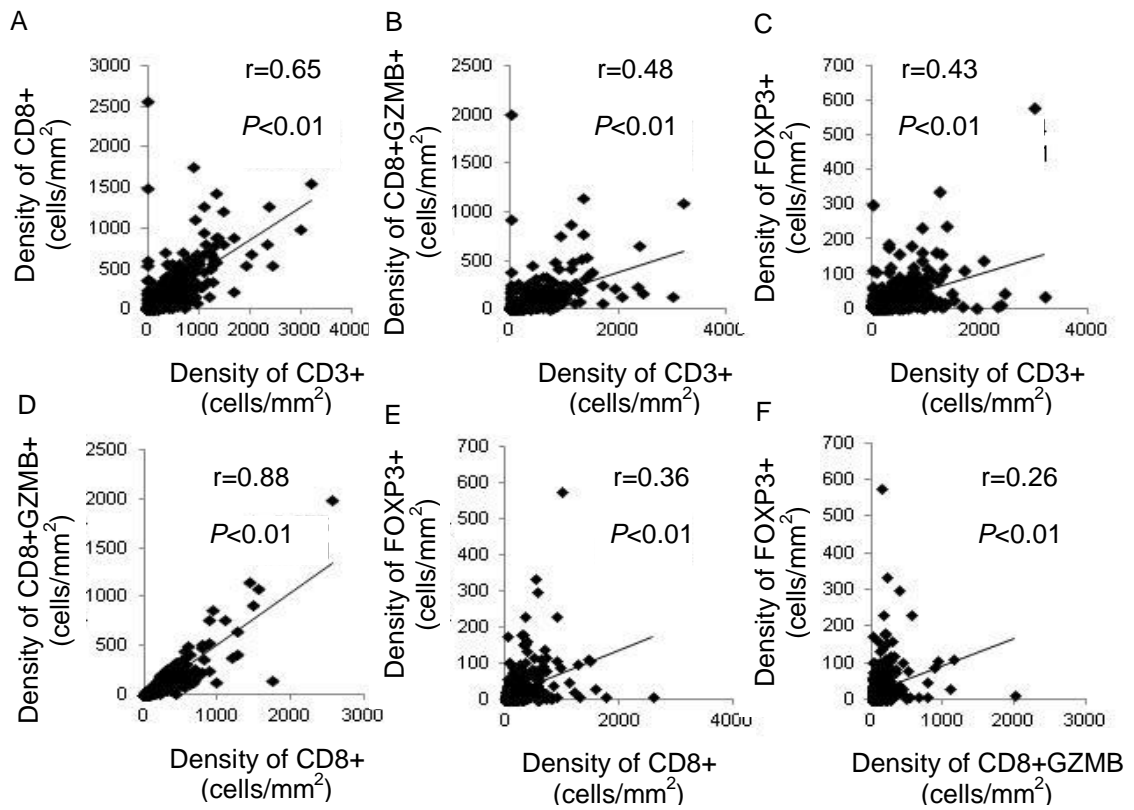 A
r=0.65
P<0.01
3000
2500
2000
1500
1000
500
0
0 1000 2000 3000 4000
Density of CD8+
(cells/mm2)
Density of CD3+
(cells/mm2)
B
r=0.48
P<0.01
2500
2000
1500
1000
500
0
0 2000 4000
Density of CD8+GZMB+
(cells/mm2)
Density of CD3+
(cells/mm2)
C
r=0.43
P<0.01
700
600
500
400
300
200
100
0
0 2000 4000
Density of FOXP3+
(cells/mm2)
Density of CD3+
(cells/mm2)
D
r=0.88
P<0.01
2500
2000
1500
1000
500
0
0 1000 2000 3000
Density of CD8+GZMB+
(cells/mm2)
Density of CD8+
(cells/mm2)
E
r=0.36
P<0.01
700
600
500
400
300
200
100
0
0 2000 4000
Density of FOXP3+
(cells/mm2)
Density of CD8+
(cells/mm2)
F
r=0.26
P<0.01
700
600
500
400
300
200
100
0
0 1000 2000 3000
Density of FOXP3+
(cells/mm2)
Density of CD8+GZMB
(cells/mm2)